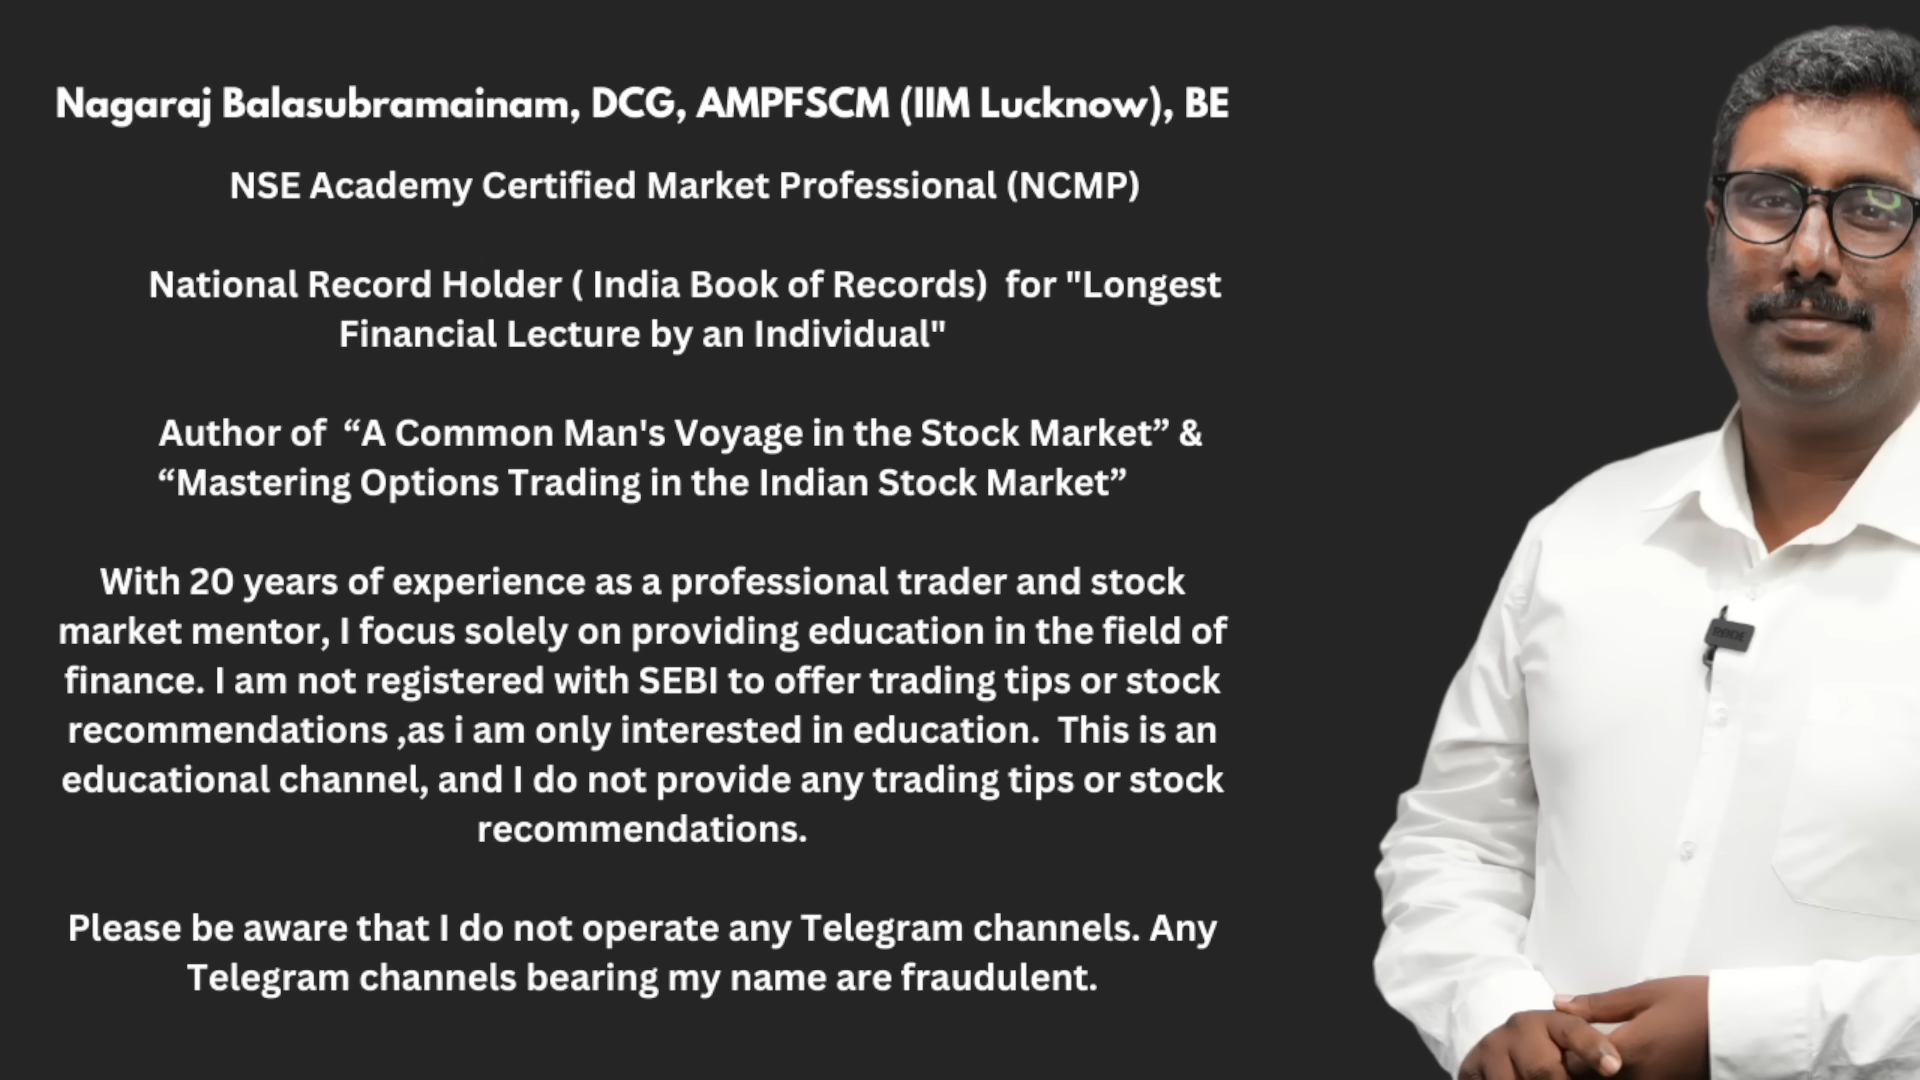 Nagaraj Balasubramainam, DCG, AMPFSCM (IIM Lucknow), BE
NSE Academy Certified Market Professional (NCMP)
National Record Holder ( India Book of Records)  for "Longest
Financial Lecture by an Individual"
Author of  “A Common Man's Voyage in the Stock Market” &
“Mastering Options Trading in the Indian Stock Market”
With 20 years of experience as a professional trader and stock
market mentor, I focus solely on providing education in the field of
finance. I am not registered with SEBI to offer trading tips or stock
recommendations ,as i am only interested in education.  This is an
educational channel, and I do not provide any trading tips or stock
recommendations.
Please be aware that I do not operate any Telegram channels. Any
Telegram channels bearing my name are fraudulent.
RØDE